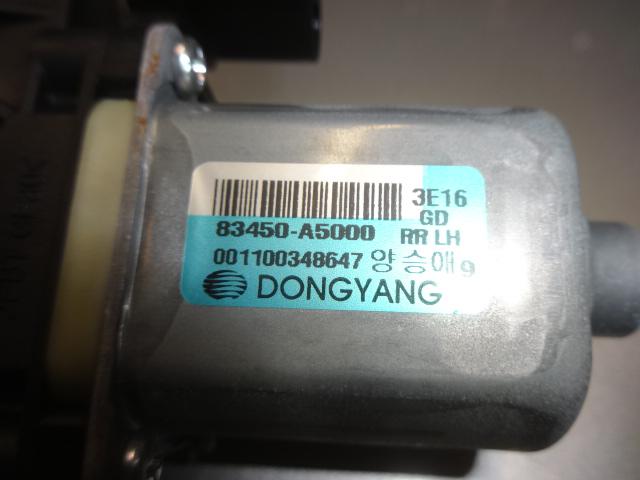 3E16
GD
83450-A5000 RR LH
001100348647 양승애 9
DONGYANG